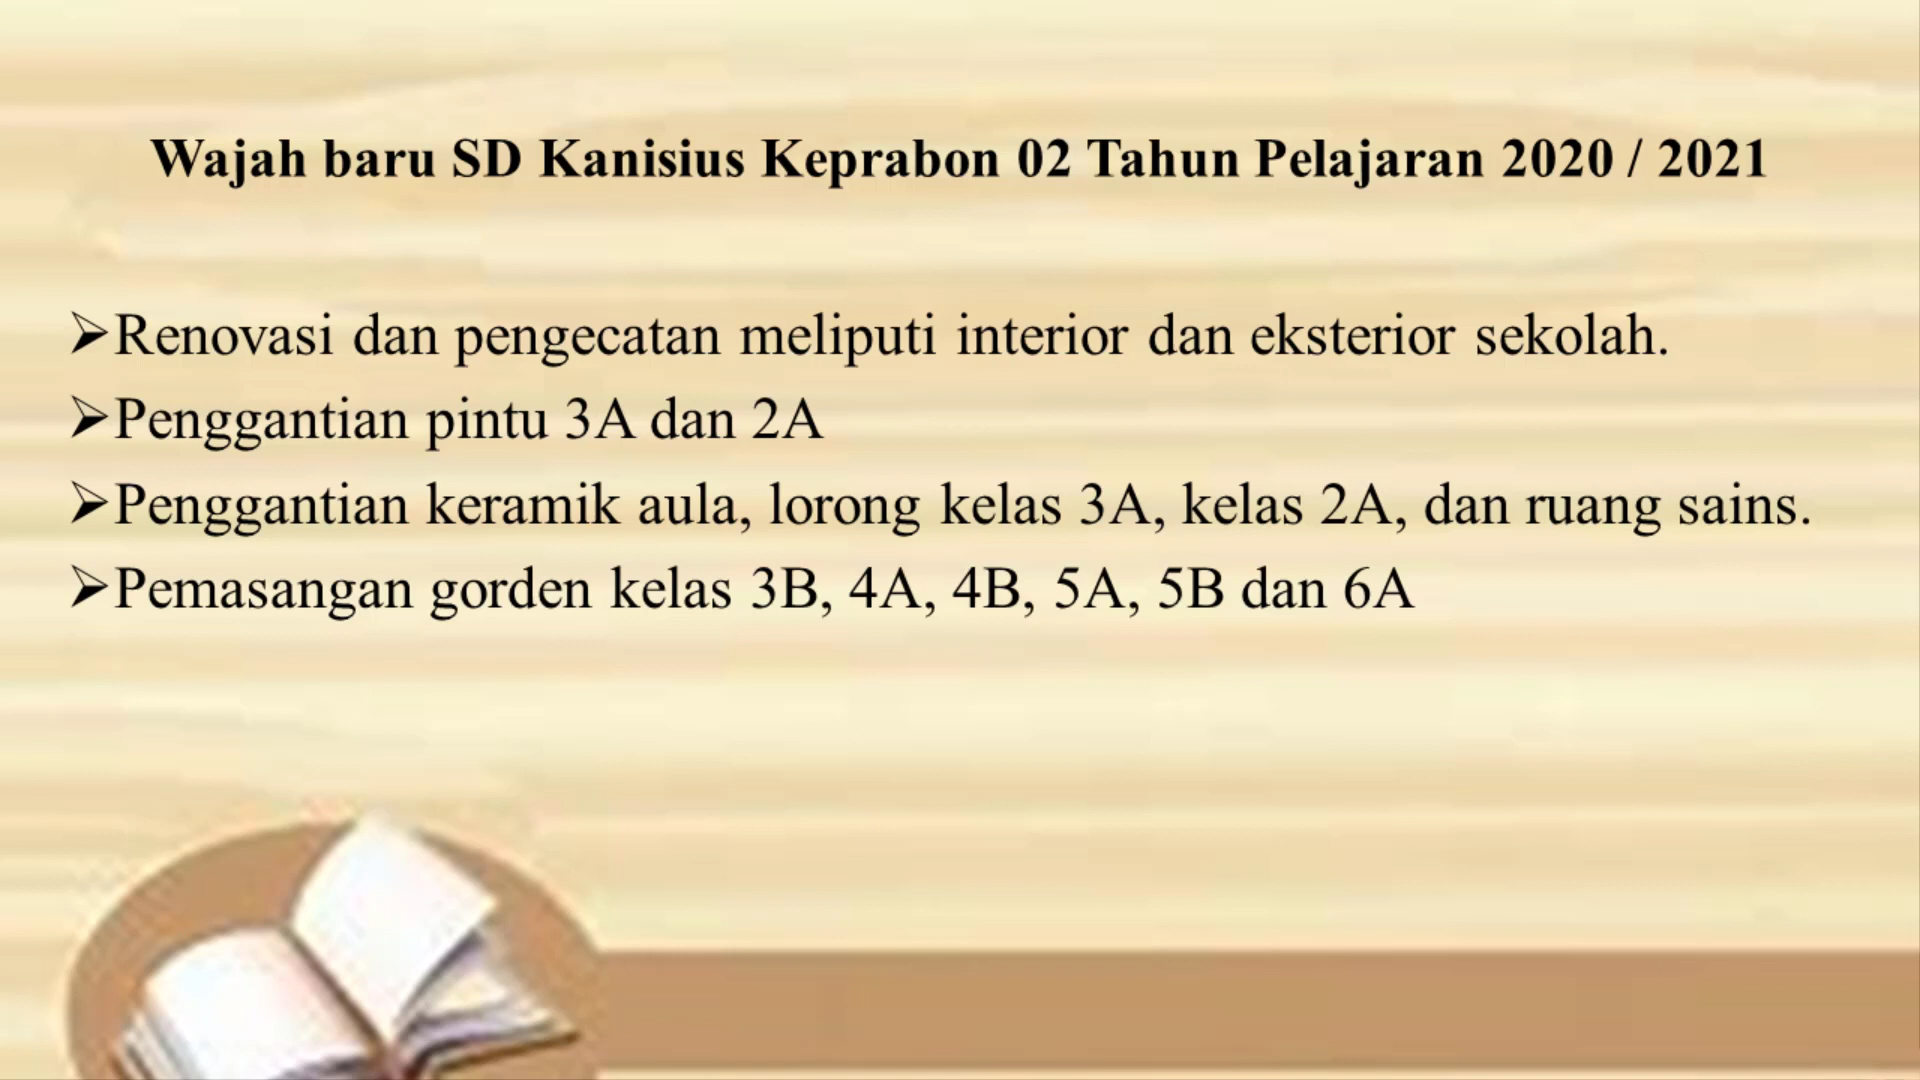 Wajah baru SD Kanisius Keprabon 02 Tahun Pelajaran 2020 / 2021
➢Renovasi dan pengecatan meliputi interior dan eksterior sekolah.
➢Penggantian pintu 3A dan 2A
➢Penggantian keramik aula, lorong kelas 3A, kelas 2A, dan ruang sains.
➢Pemasangan gorden kelas 3B, 4A, 4B, 5A, 5B dan 6A